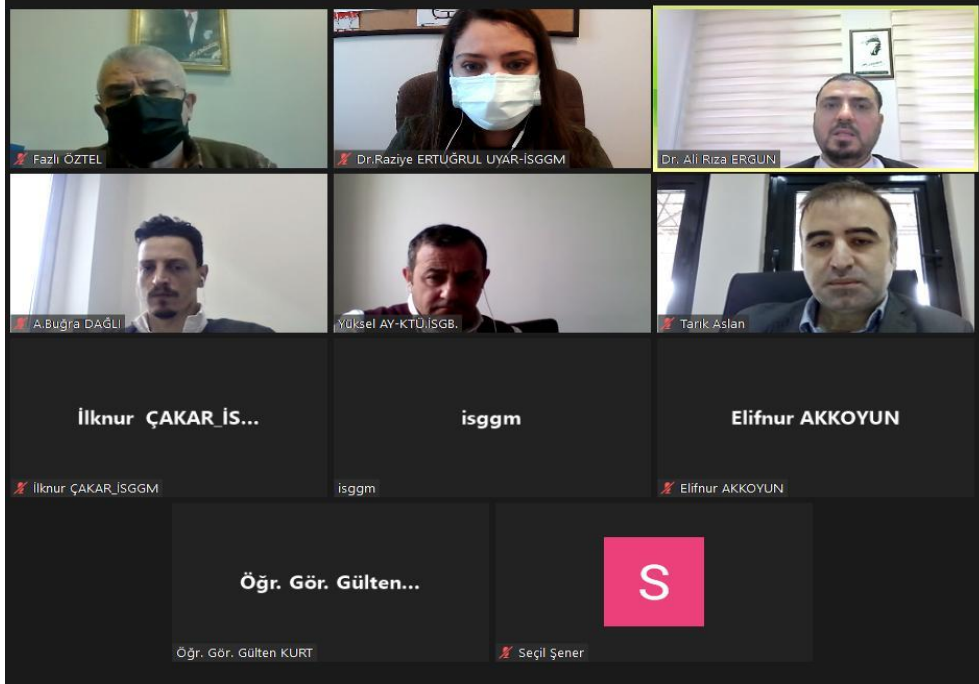 Fazlı ÖZTEL
Dr.Raziye ERTUĞRUL UYAR-İSGGM
Dr. Ali Rıza ERGUN
A.Buğra DAĞLI
Yüksel AY-KTÜ.İSGB.
Tarık Aslan
İlknur ÇAKAR_İS...
isggm
Elifnur AKKOYUN
İlknur ÇAKAR_İSGGM
isggm
Elifnur AKKOYUN
Öğr. Gör. Gülten...
S
Öğr. Gör. Gülten KURT
Seçil Şener